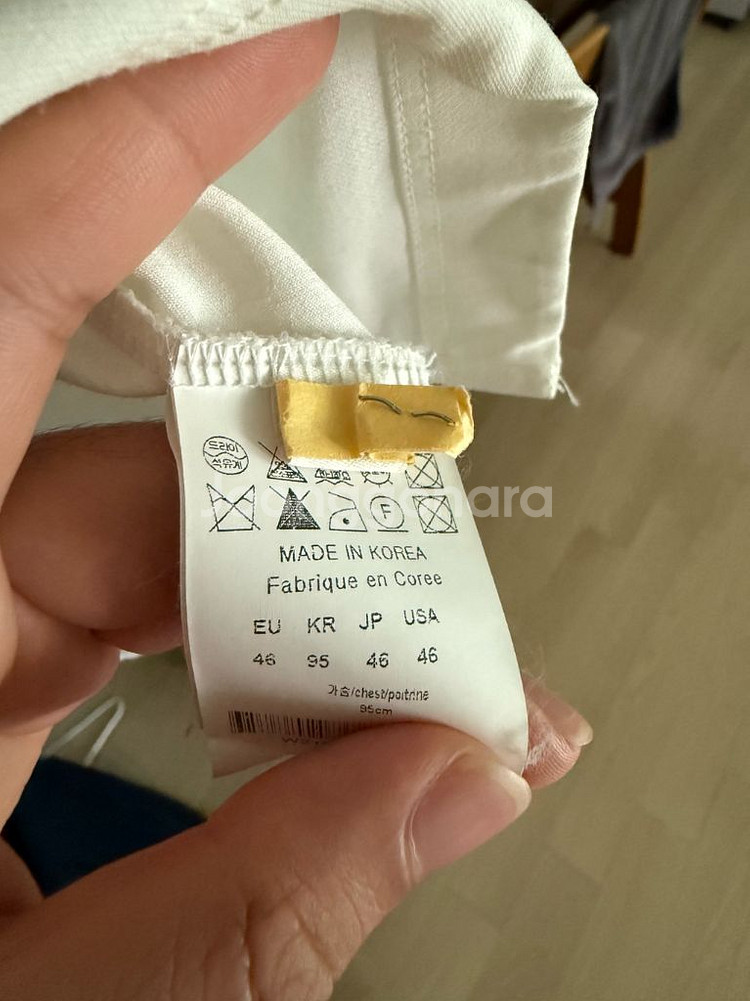 드라이
석유계
Joonggonara
F
MADE IN KOREA
Fabrique en Coree
EU KR JP USA
46 95 46 46
가슴/chest/poitrine
95cm